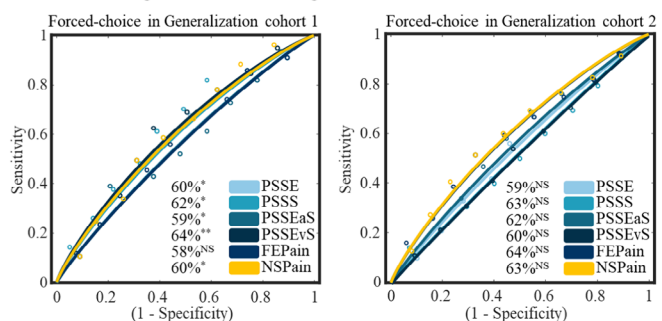 Forced-choice in Generalization cohort 1
1
0.8
0.6
0.4
0.2
0
Sensitivity
60%* PSSE
62%* PSSS
59%* PSSEaS
64%** PSSEvS
58%NS FEPain
60%* NSPain
0 0.2 0.4 0.6 0.8 1
(1 - Specificity)
Forced-choice in Generalization cohort 2
1
0.8
0.6
0.4
0.2
0
Sensitivity
59%NS PSSE
63%NS PSSS
62%NS PSSEaS
60%NS PSSEvS
64%NS FEPain
63%NS NSPain
0 0.2 0.4 0.6 0.8 1
(1 - Specificity)